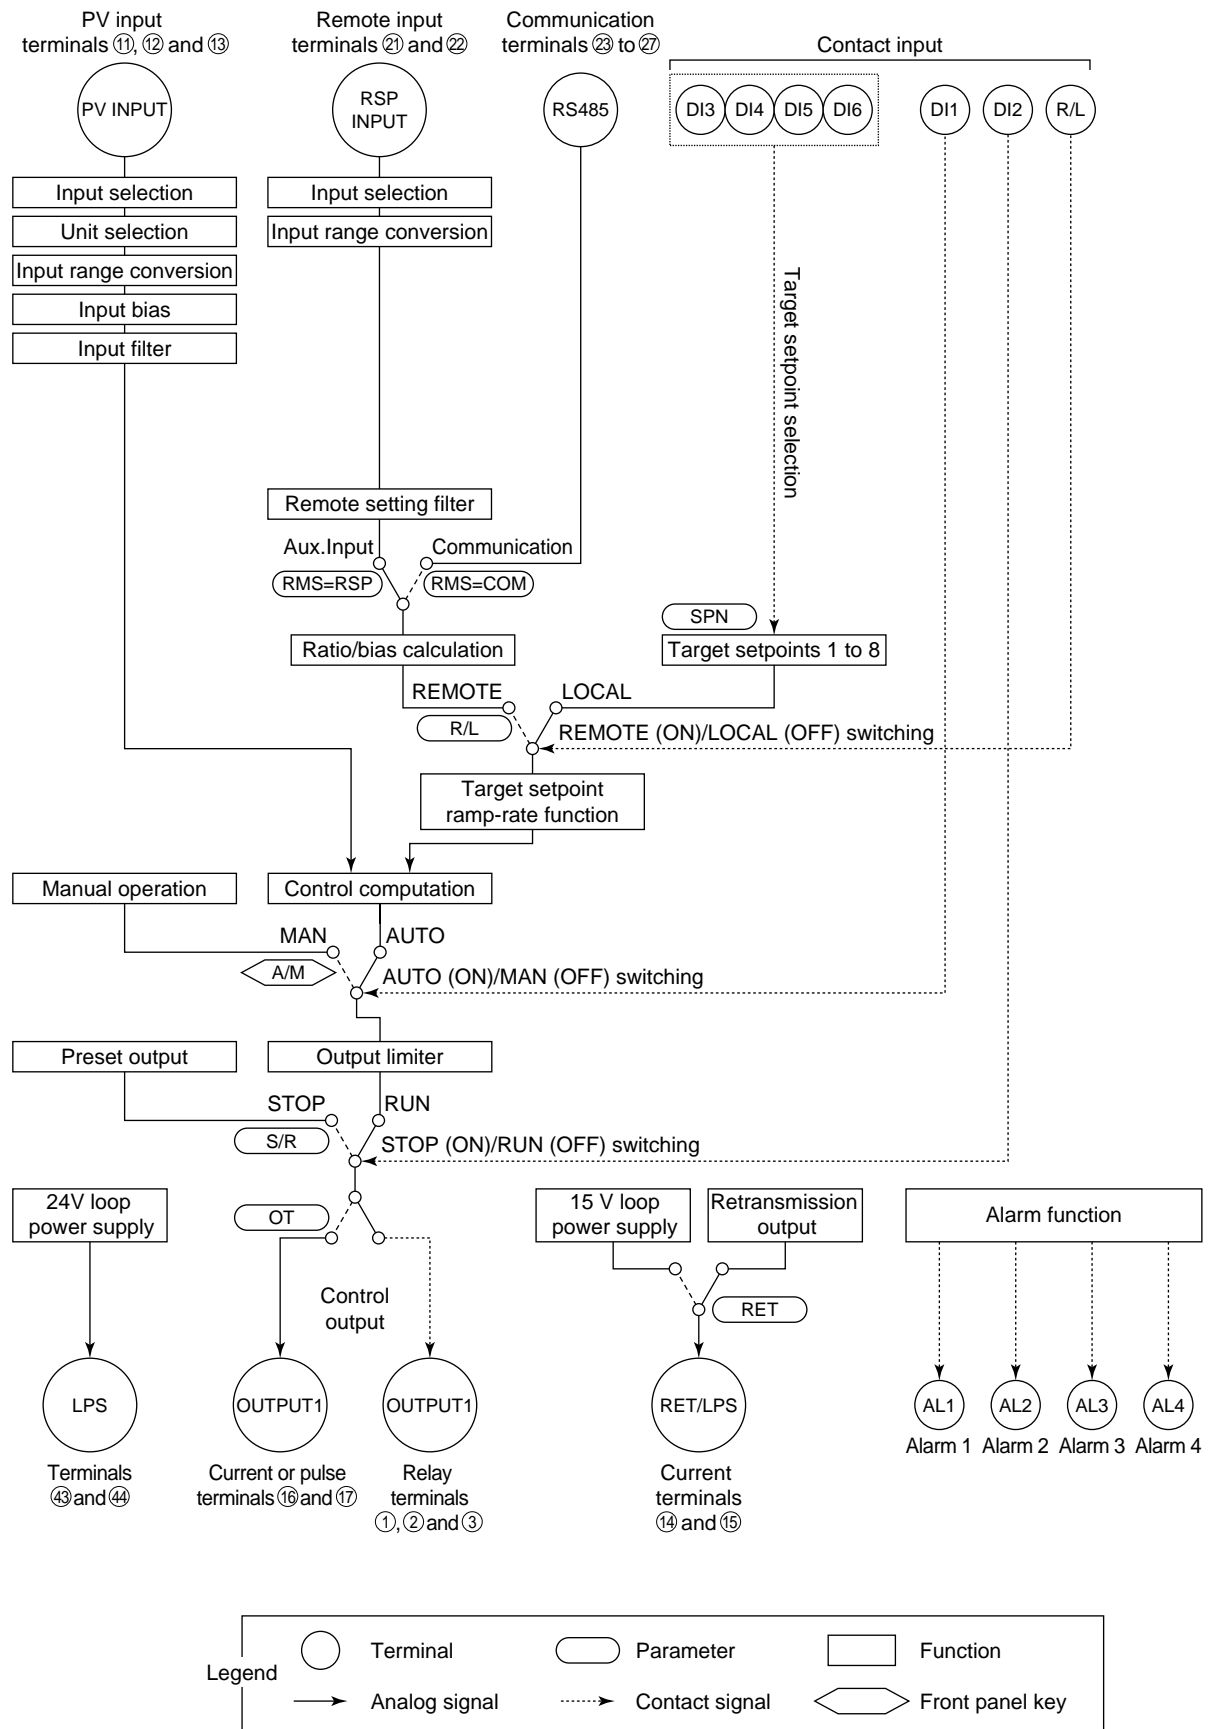 PV input
terminals ⑪, ⑫ and ⑬
Remote input
terminals ㉑ and ㉒
Communication
terminals ㉓ to ㉗
Contact input
PV INPUT
RSP
INPUT
RS485
DI3
DI4
DI5
DI6
DI1
DI2
R/L
Input selection
Unit selection
Input range conversion
Input bias
Input filter
Input selection
Input range conversion
Target setpoint selection
Remote setting filter
Aux.Input
Communication
RMS=RSP
RMS=COM
SPN
Ratio/bias calculation
Target setpoints 1 to 8
REMOTE
LOCAL
R/L
REMOTE (ON)/LOCAL (OFF) switching
Target setpoint
ramp-rate function
Manual operation
Control computation
MAN
AUTO
A/M
AUTO (ON)/MAN (OFF) switching
Preset output
Output limiter
STOP
RUN
S/R
STOP (ON)/RUN (OFF) switching
24V loop
power supply
OT
15 V loop
power supply
Retransmission
output
Alarm function
Control
output
RET
LPS
OUTPUT1
OUTPUT1
RET/LPS
AL1
AL2
AL3
AL4
Alarm 1
Alarm 2
Alarm 3
Alarm 4
Terminals
㊸ and ㊹
Current or pulse
terminals ⑯ and ⑰
Relay
terminals
①, ② and ③
Current
terminals
⑭ and ⑮
Legend
Terminal
Parameter
Function
Analog signal
Contact signal
Front panel key